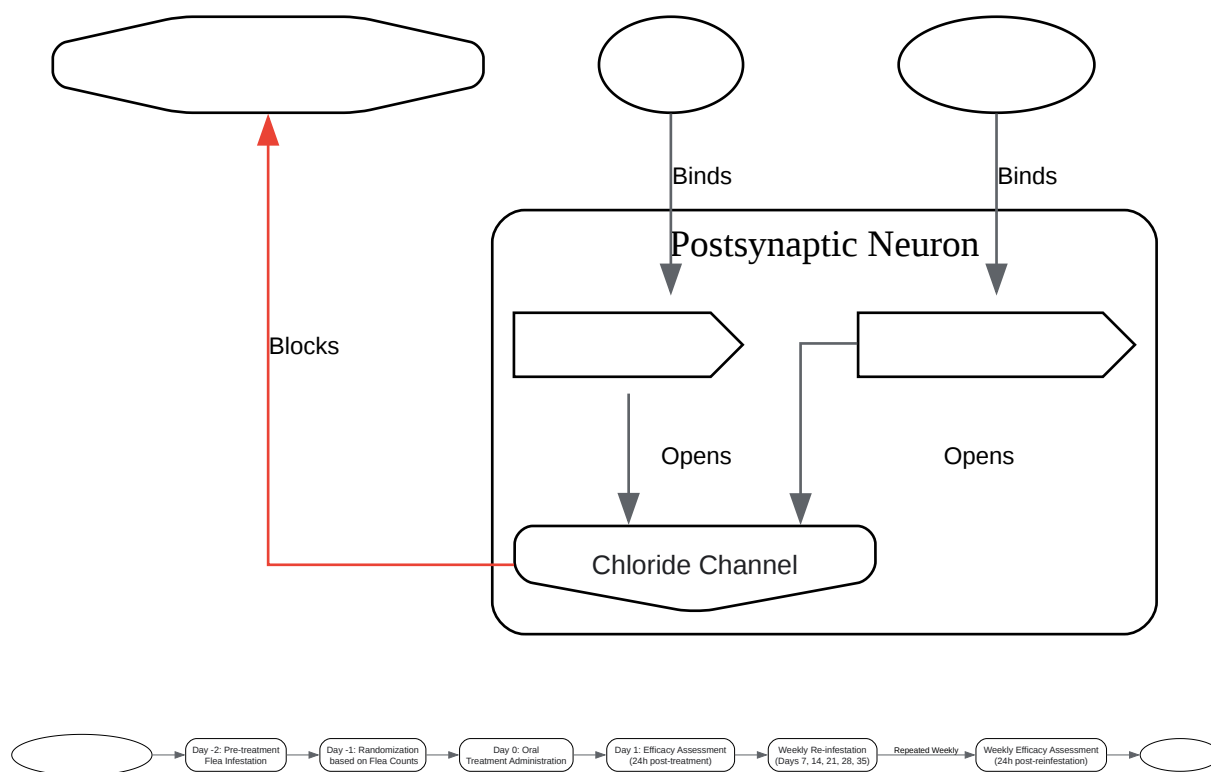 Binds
Binds
Postsynaptic Neuron
Blocks
Opens
Opens
Chloride Channel
Day -2: Pre-treatment
Flea Infestation
Day -1: Randomization
based on Flea Counts
Day 0: Oral
Treatment Administration
Day 1: Efficacy Assessment
(24h post-treatment)
Weekly Re-infestation
(Days 7, 14, 21, 28, 35)
Repeated Weekly
Weekly Efficacy Assessment
(24h post-reinfestation)